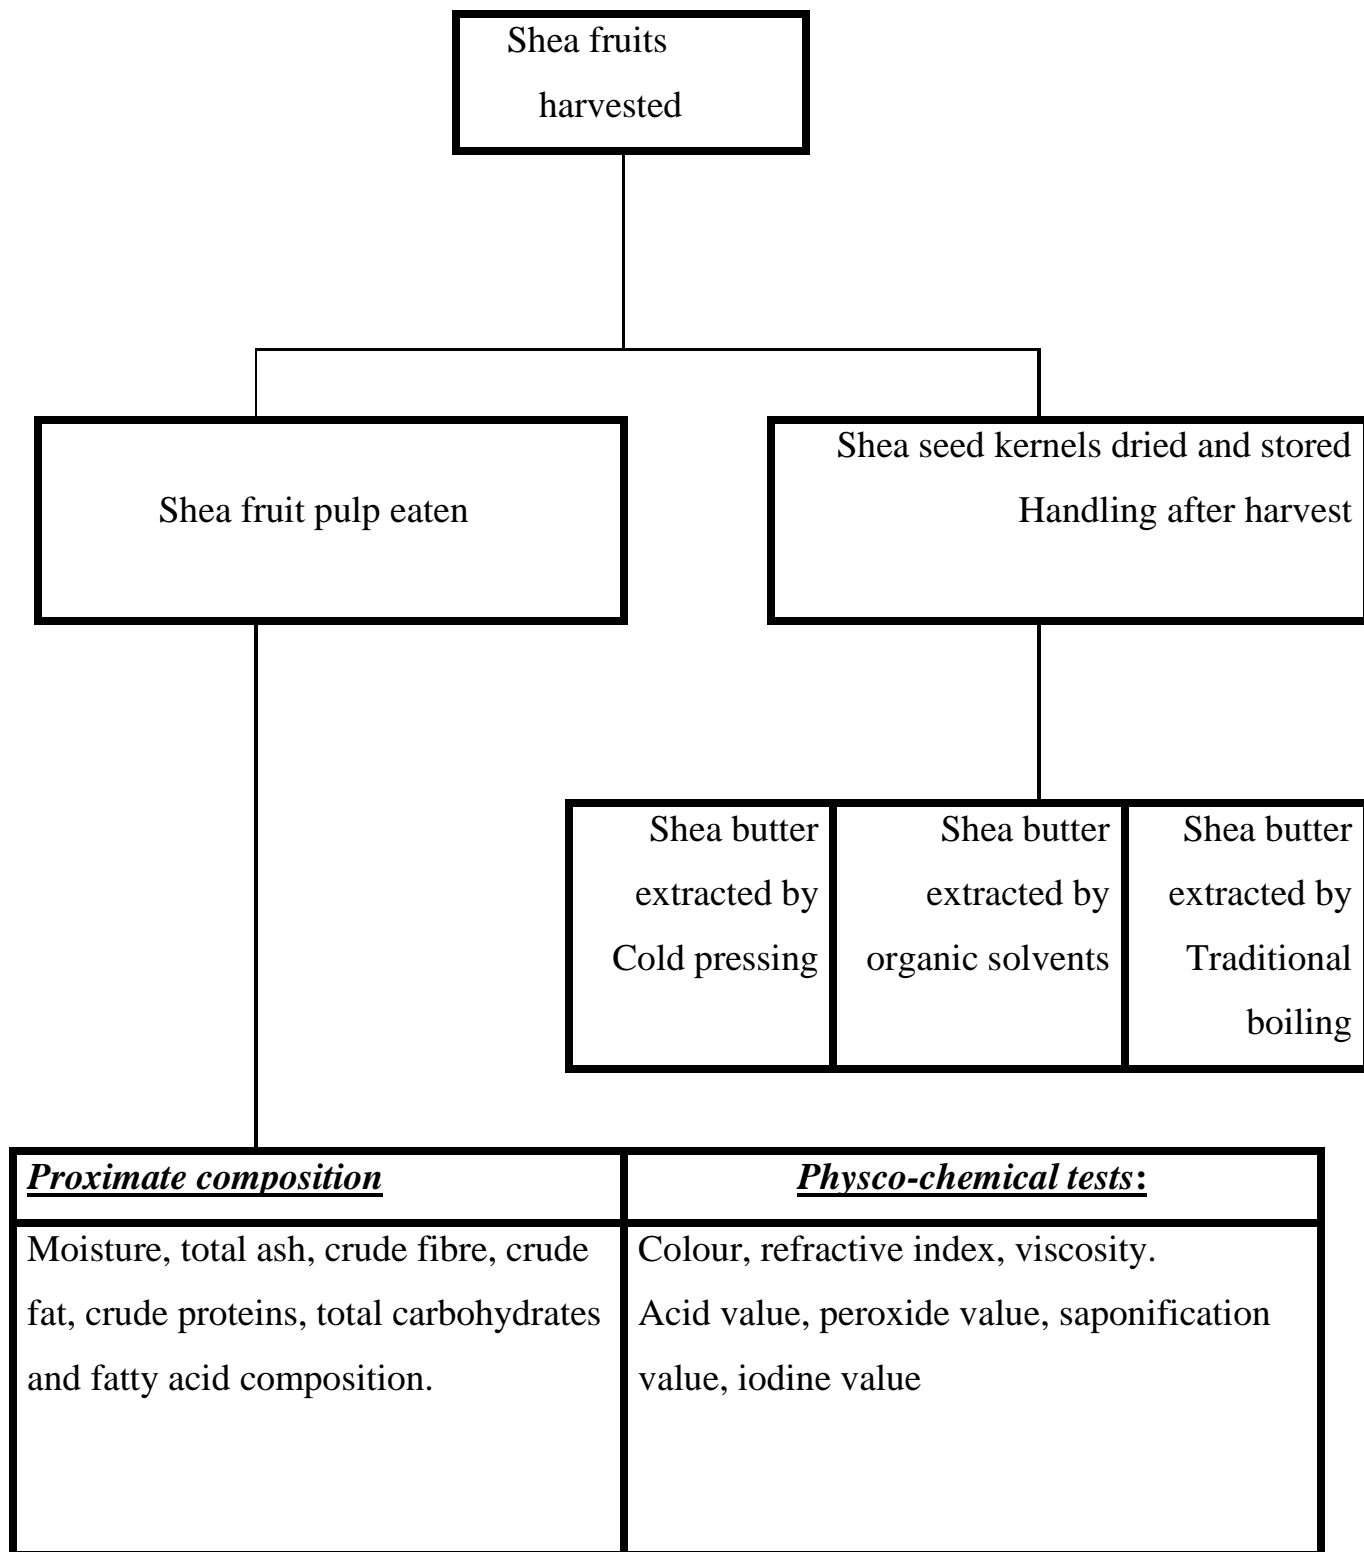 Shea fruits
harvested
Shea fruit pulp eaten
Shea seed kernels dried and stored
Handling after harvest
Shea butter
extracted by
Cold pressing
Shea butter
extracted by
organic solvents
Shea butter
extracted by
Traditional
boiling
Proximate composition
Physco-chemical tests:
Moisture, total ash, crude fibre, crude
fat, crude proteins, total carbohydrates
and fatty acid composition.
Colour, refractive index, viscosity.
Acid value, peroxide value, saponification
value, iodine value